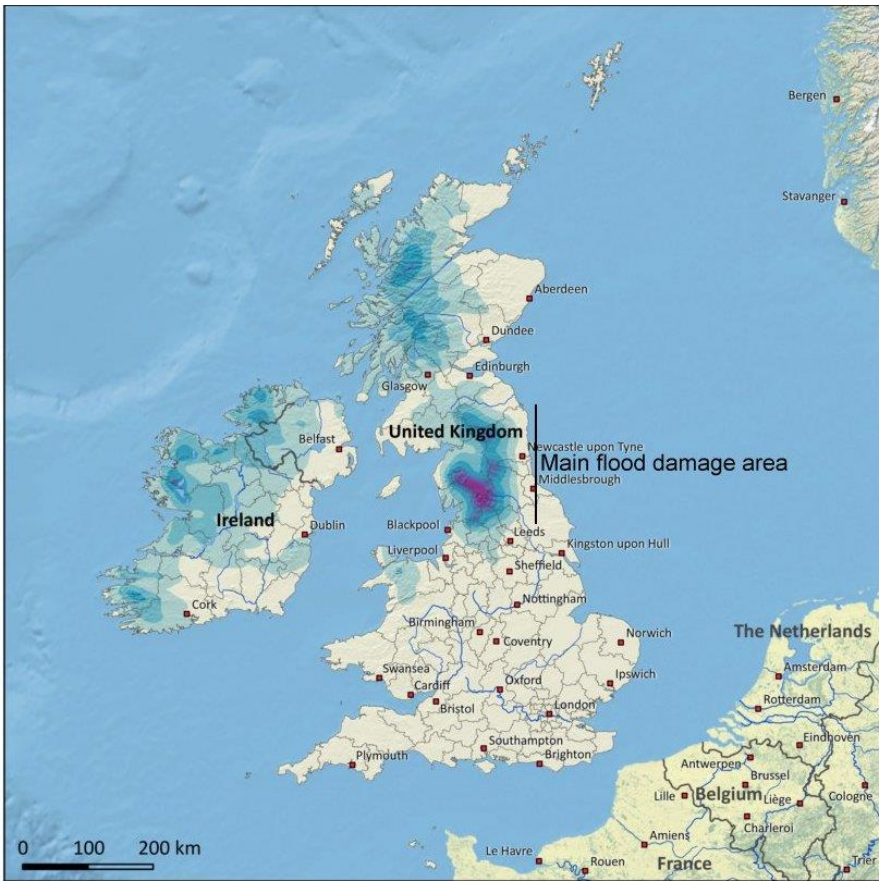 Bergen
Stavanger
Aberdeen
Dundee
Edinburgh
Glasgow
United Kingdom
Belfast
Newcastle upon Tyne
Main flood damage area
Middlesbrough
Ireland
Dublin
Blackpool
Leeds
Liverpool
Kingston upon Hull
Sheffield
Cork
Nottingham
Birmingham
Coventry
Norwich
The Netherlands
Swansea
Cardiff
Oxford
Ipswich
Amsterdam
Bristol
London
Rotterdam
Southampton
Eindhoven
Plymouth
Brighton
Antwerpen
Brussel
Lille
Belgium
Liège
Cologne
Charleroi
Amiens
0 100 200 km
Le Havre
Rouen
France
Trier